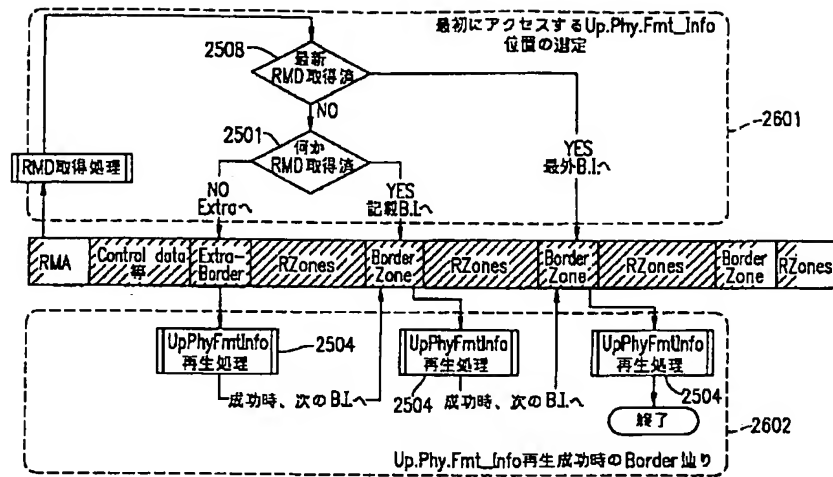 最初にアクセスするUp.Phy.Fmt_Info
位置の選定
2508
最新
RMD取得済
NO
2501
何か
RMD取得済
2601
RMD取得処理
YES
最外B.I.へ
NO
Extraへ
YES
記載B.I.へ
RMA
Control data
等
Extra-
Border
RZones
Border
Zone
RZones
Border
Zone
RZones
Border
Zone
RZones
UpPhyFmtInfo
再生処理
2504
UpPhyFmtInfo
再生処理
UpPhyFmtInfo
再生処理
成功時、次のB.I.へ
2504
成功時、次のB.I.へ
2504
終了
2602
Up.Phy.Fmt_Info再生成功時のBorder辿り